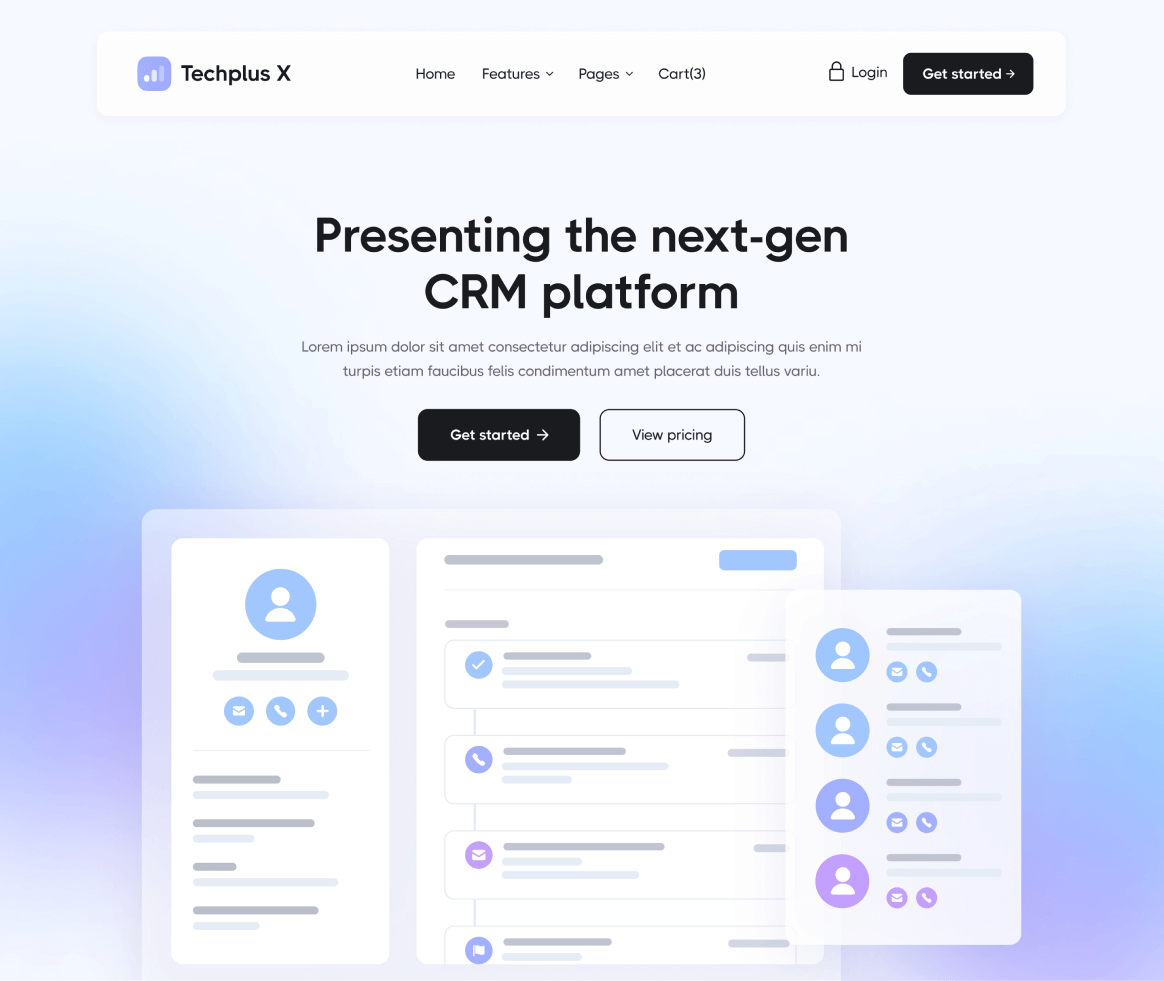 Techplus X
Home Features Pages Cart(3)
Login
Get started
Presenting the next-gen
CRM platform
Lorem ipsum dolor sit amet consectetur adipiscing elit et ac adipiscing quis enim mi
turpis etiam faucibus felis condimentum amet placerat duis tellus variu.
Get started
View pricing